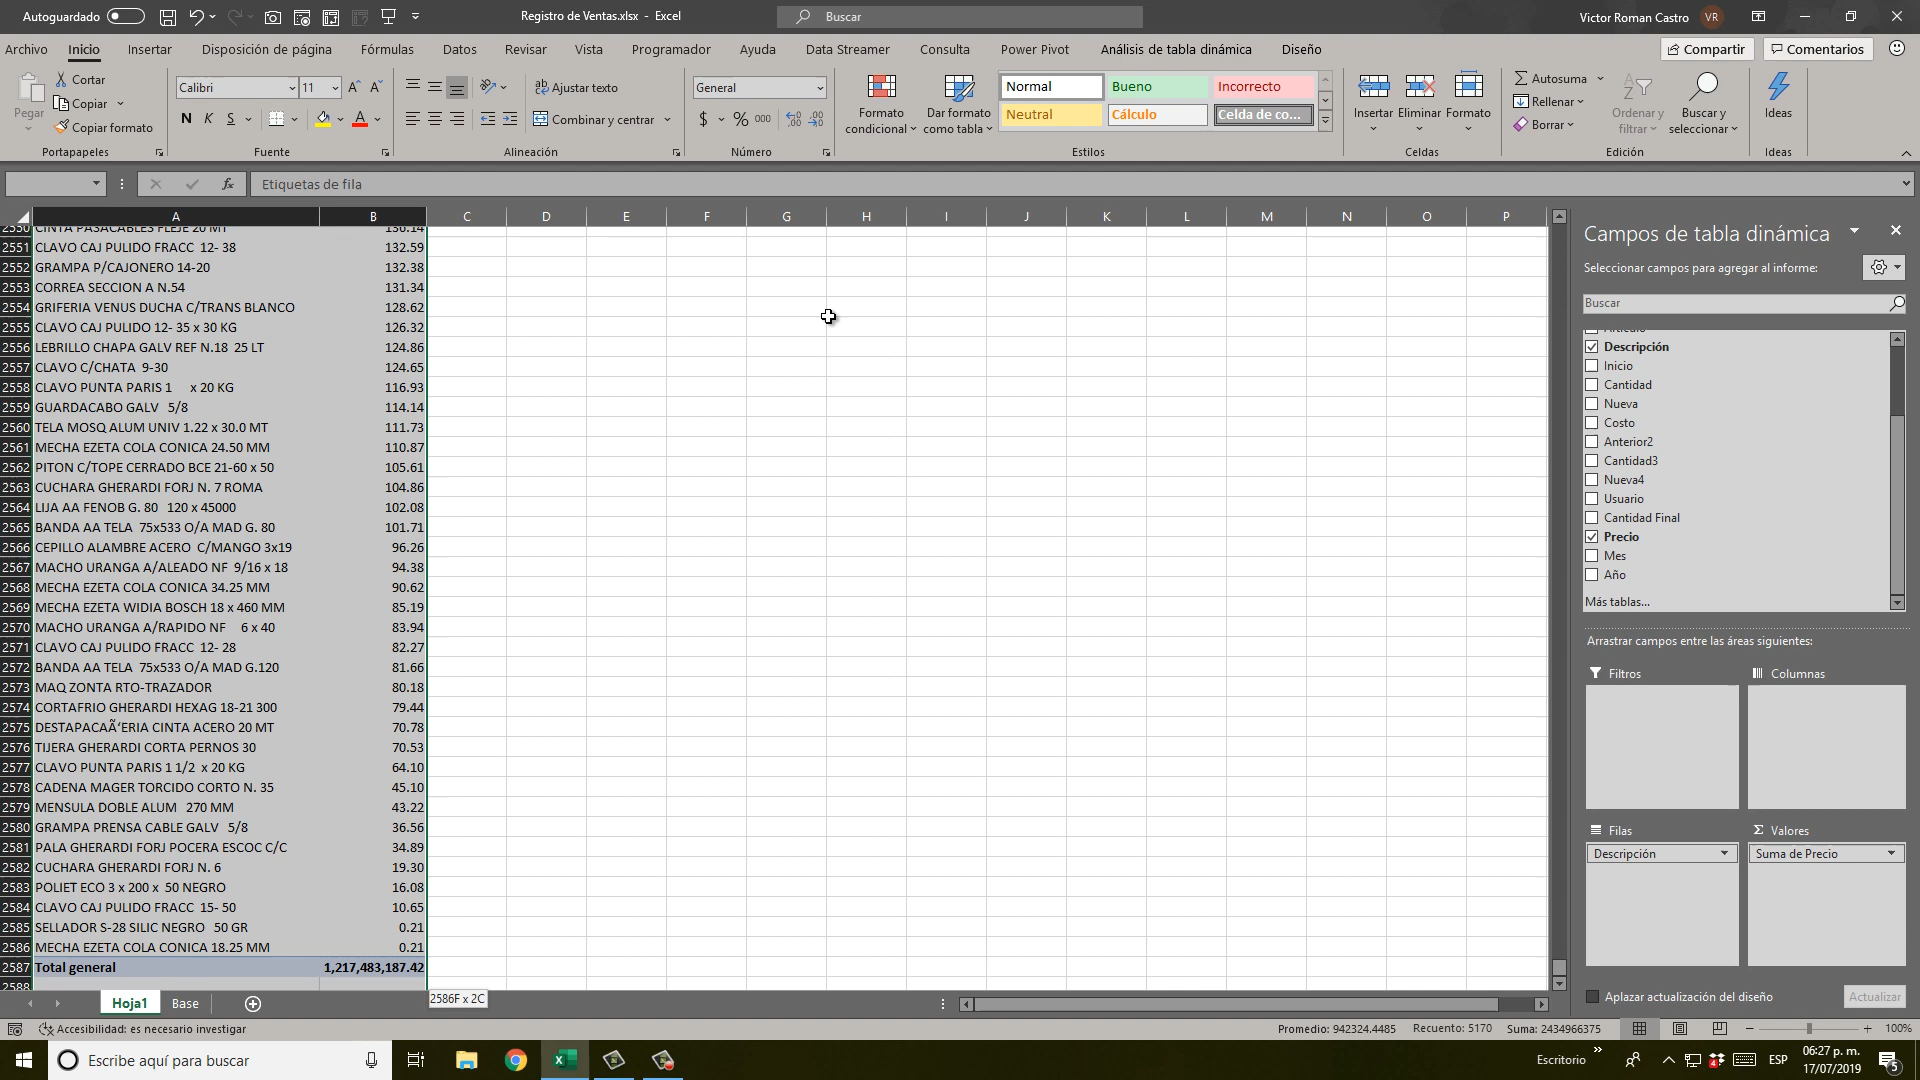 Autoguardado
Registro de Ventas.xlsx - Excel
Buscar
Victor Roman Castro
VR
Archivo Inicio Insertar Disposición de página Fórmulas Datos Revisar Vista Programador Ayuda Data Streamer Consulta Power Pivot Análisis de tabla dinámica Diseño
Compartir Comentarios
Pegar
Cortar
Copiar
Copiar formato
Portapapeles
Calibri 11
N K S
Fuente
Ajustar texto
Combinar y centrar
Alineación
General
$ % 000
Número
Formato condicional
Dar formato como tabla
Normal Bueno Incorrecto
Neutral Cálculo Celda de co...
Estilos
Insertar Eliminar Formato
Celdas
Autosuma
Rellenar
Borrar
Ordenar y filtrar
Buscar y seleccionar
Edición
Ideas
Ideas
fx Etiquetas de fila
A B C D E F G H I J K L M N O P
2550 CINTA PASACABLES FLEJE 20 MT 136.14
2551 CLAVO CAJ PULIDO FRACC 12- 38 132.59
2552 GRAMPA P/CAJONERO 14-20 132.38
2553 CORREA SECCION A N.54 131.34
2554 GRIFERIA VENUS DUCHA C/TRANS BLANCO 128.62
2555 CLAVO CAJ PULIDO 12- 35 x 30 KG 126.32
2556 LEBRILLO CHAPA GALV REF N.18 25 LT 124.86
2557 CLAVO C/CHATA 9-30 124.65
2558 CLAVO PUNTA PARIS 1 x 20 KG 116.93
2559 GUARDACABO GALV 5/8 114.14
2560 TELA MOSQ ALUM UNIV 1.22 x 30.0 MT 111.73
2561 MECHA EZETA COLA CONICA 24.50 MM 110.87
2562 PITON C/TOPE CERRADO BCE 21-60 x 50 105.61
2563 CUCHARA GHERARDI FORJ N. 7 ROMA 104.86
2564 LIJA AA FENOB G. 80 120 x 45000 102.08
2565 BANDA AA TELA 75x533 O/A MAD G. 80 101.71
2566 CEPILLO ALAMBRE ACERO C/MANGO 3x19 96.26
2567 MACHO URANGA A/ALEADO NF 9/16 x 18 94.38
2568 MECHA EZETA COLA CONICA 34.25 MM 90.62
2569 MECHA EZETA WIDIA BOSCH 18 x 460 MM 85.19
2570 MACHO URANGA A/RAPIDO NF 6 x 40 83.94
2571 CLAVO CAJ PULIDO FRACC 12- 28 82.27
2572 BANDA AA TELA 75x533 O/A MAD G.120 81.66
2573 MAQ ZONTA RTO-TRAZADOR 80.18
2574 CORTAFRIO GHERARDI HEXAG 18-21 300 79.44
2575 DESTAPACAÃ‘ERIA CINTA ACERO 20 MT 70.78
2576 TIJERA GHERARDI CORTA PERNOS 30 70.53
2577 CLAVO PUNTA PARIS 1 1/2 x 20 KG 64.10
2578 CADENA MAGER TORCIDO CORTO N. 35 45.10
2579 MENSULA DOBLE ALUM 270 MM 43.22
2580 GRAMPA PRENSA CABLE GALV 5/8 36.56
2581 PALA GHERARDI FORJ POCERA ESCOC C/C 34.89
2582 CUCHARA GHERARDI FORJ N. 6 19.30
2583 POLIET ECO 3 x 200 x 50 NEGRO 16.08
2584 CLAVO CAJ PULIDO FRACC 15- 50 10.65
2585 SELLADOR S-28 SILIC NEGRO 50 GR 0.21
2586 MECHA EZETA COLA CONICA 18.25 MM 0.21
2587 Total general 1,217,483,187.42
2588
2586F x 2C
Campos de tabla dinámica
Seleccionar campos para agregar al informe:
Buscar
Artículo
Descripción
Inicio
Cantidad
Nueva
Costo
Anterior2
Cantidad3
Nueva4
Usuario
Cantidad Final
Precio
Mes
Año
Más tablas...
Arrastrar campos entre las áreas siguientes:
Filtros Columnas
Filas Valores
Descripción Suma de Precio
Aplazar actualización del diseño Actualizar
Hoja1 Base
Accesibilidad: es necesario investigar
Promedio: 942324.4485 Recuento: 5170 Suma: 2434966375
100%
Escribe aquí para buscar
Escritorio
ESP
06:27 p. m.
17/07/2019
5